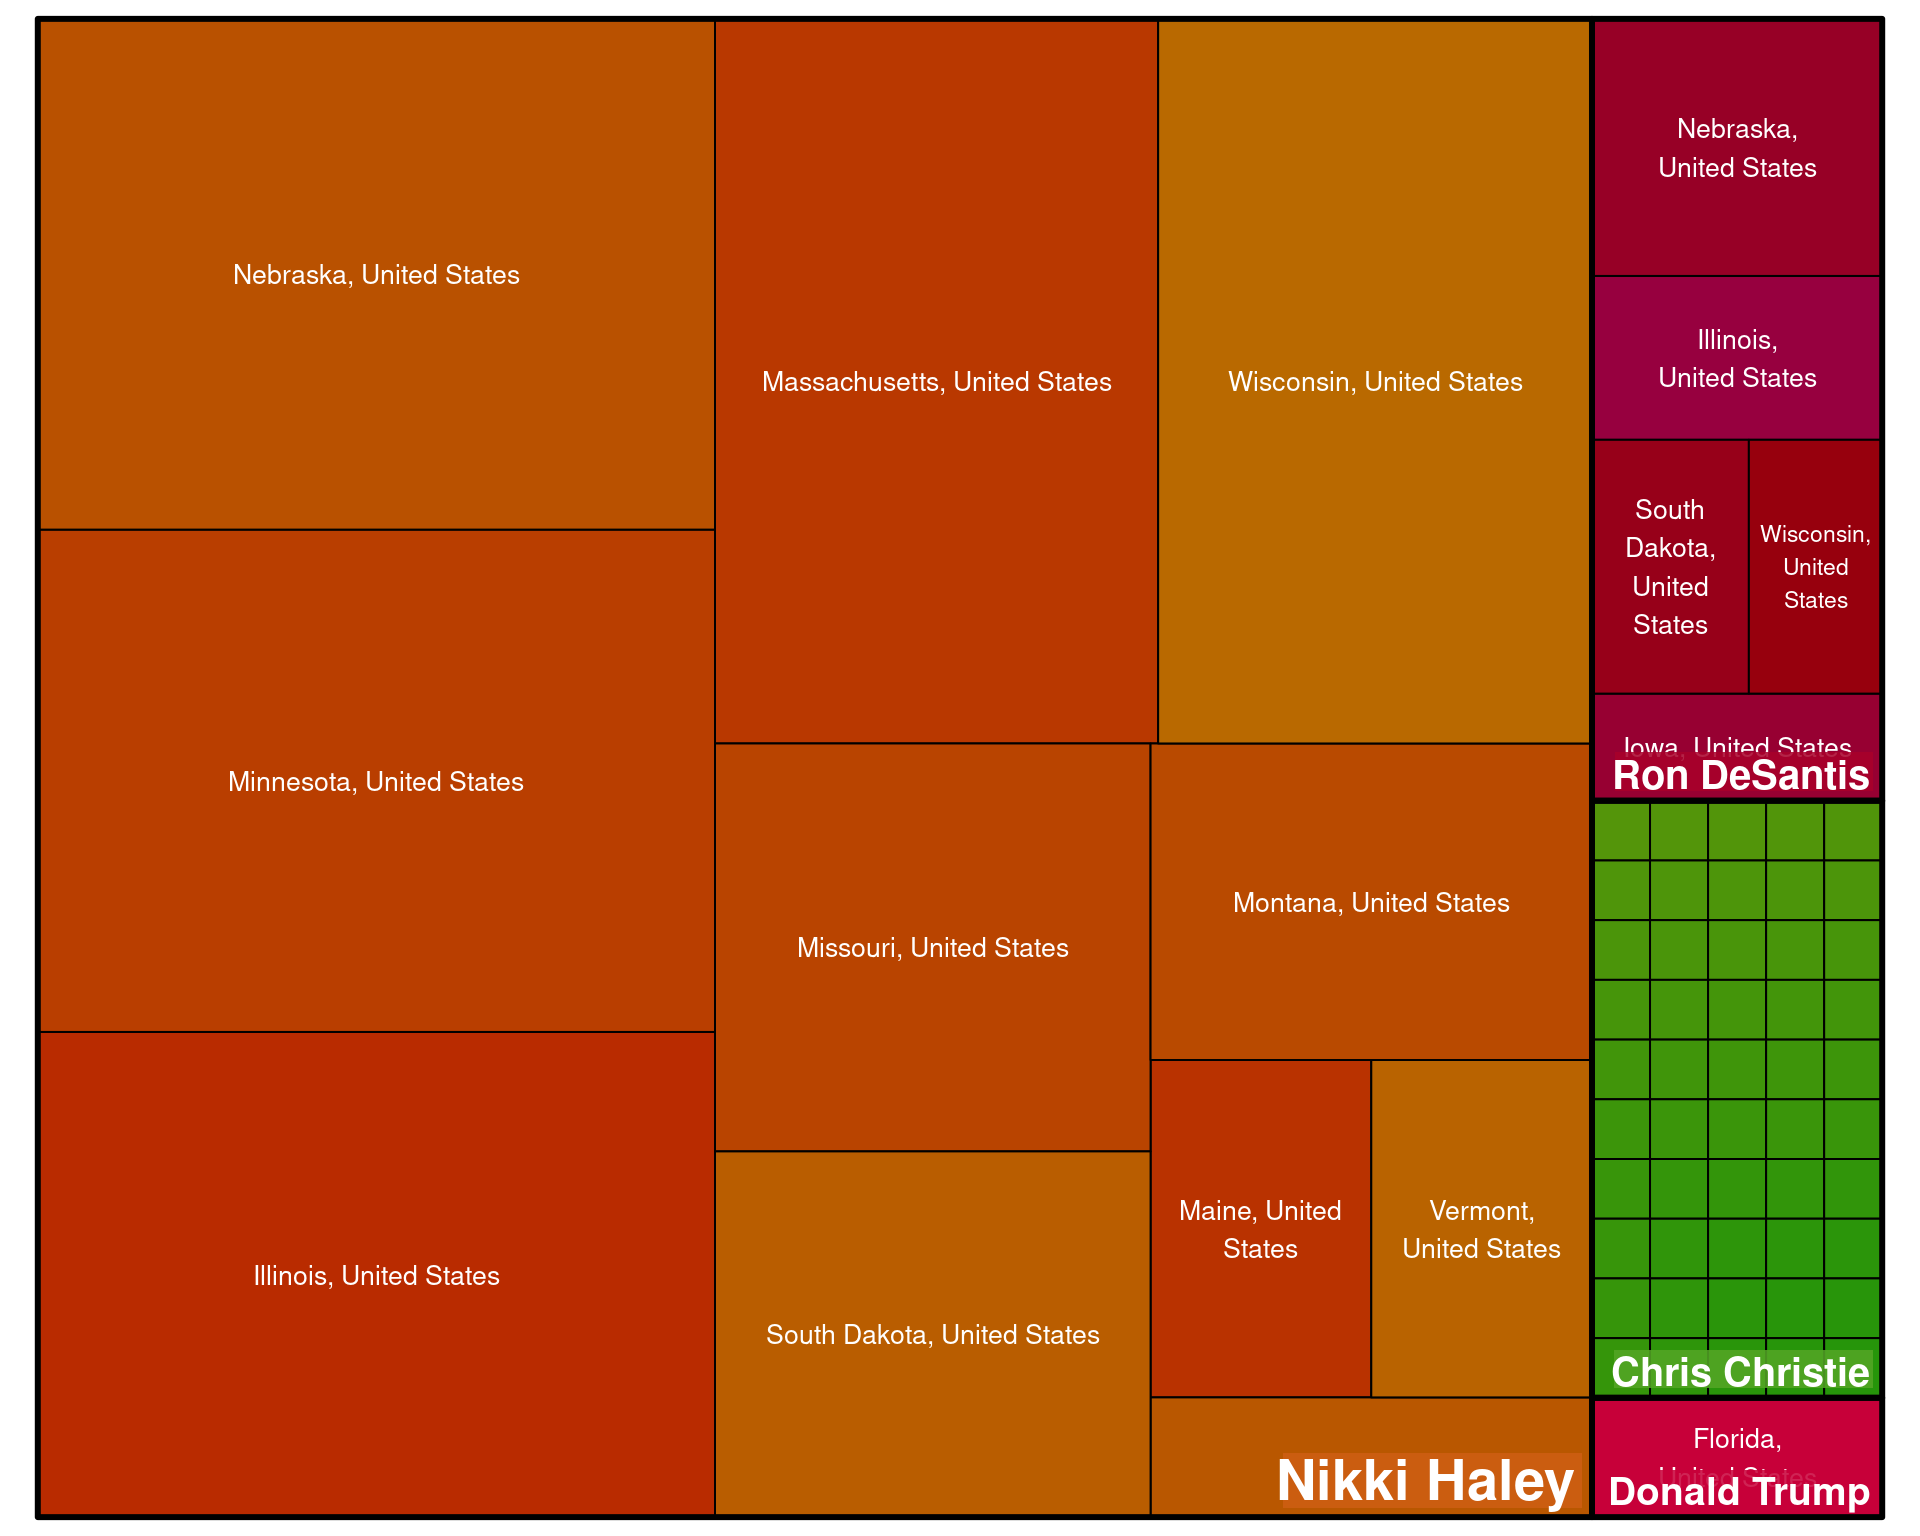 Nebraska, United States
Minnesota, United States
Illinois, United States
Massachusetts, United States
Wisconsin, United States
Missouri, United States
South Dakota, United States
Montana, United States
Maine, United
States
Vermont,
United States
Nikki Haley
Nebraska,
United States
Illinois,
United States
South
Dakota,
United
States
Wisconsin,
United
States
Iowa, United States
Ron DeSantis
Chris Christie
Florida,
United States
Donald Trump